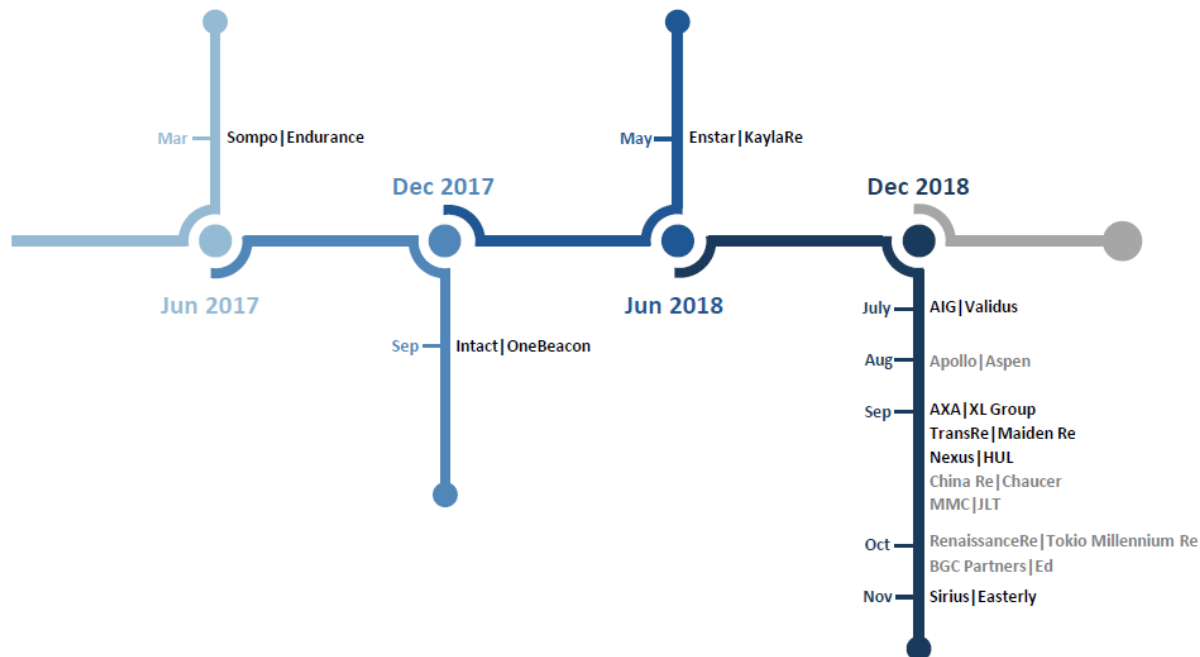 Mar
Sompo|Endurance
Jun 2017
Dec 2017
Sep
Intact|OneBeacon
May
Enstar|KaylaRe
Jun 2018
Dec 2018
July
AIG|Validus
Aug
Apollo|Aspen
Sep
AXA|XL Group
TransRe|Maiden Re
Nexus|HUL
China Re|Chaucer
MMC|JLT
Oct
RenaissanceRe|Tokio Millennium Re
BGC Partners|Ed
Nov
Sirius|Easterly